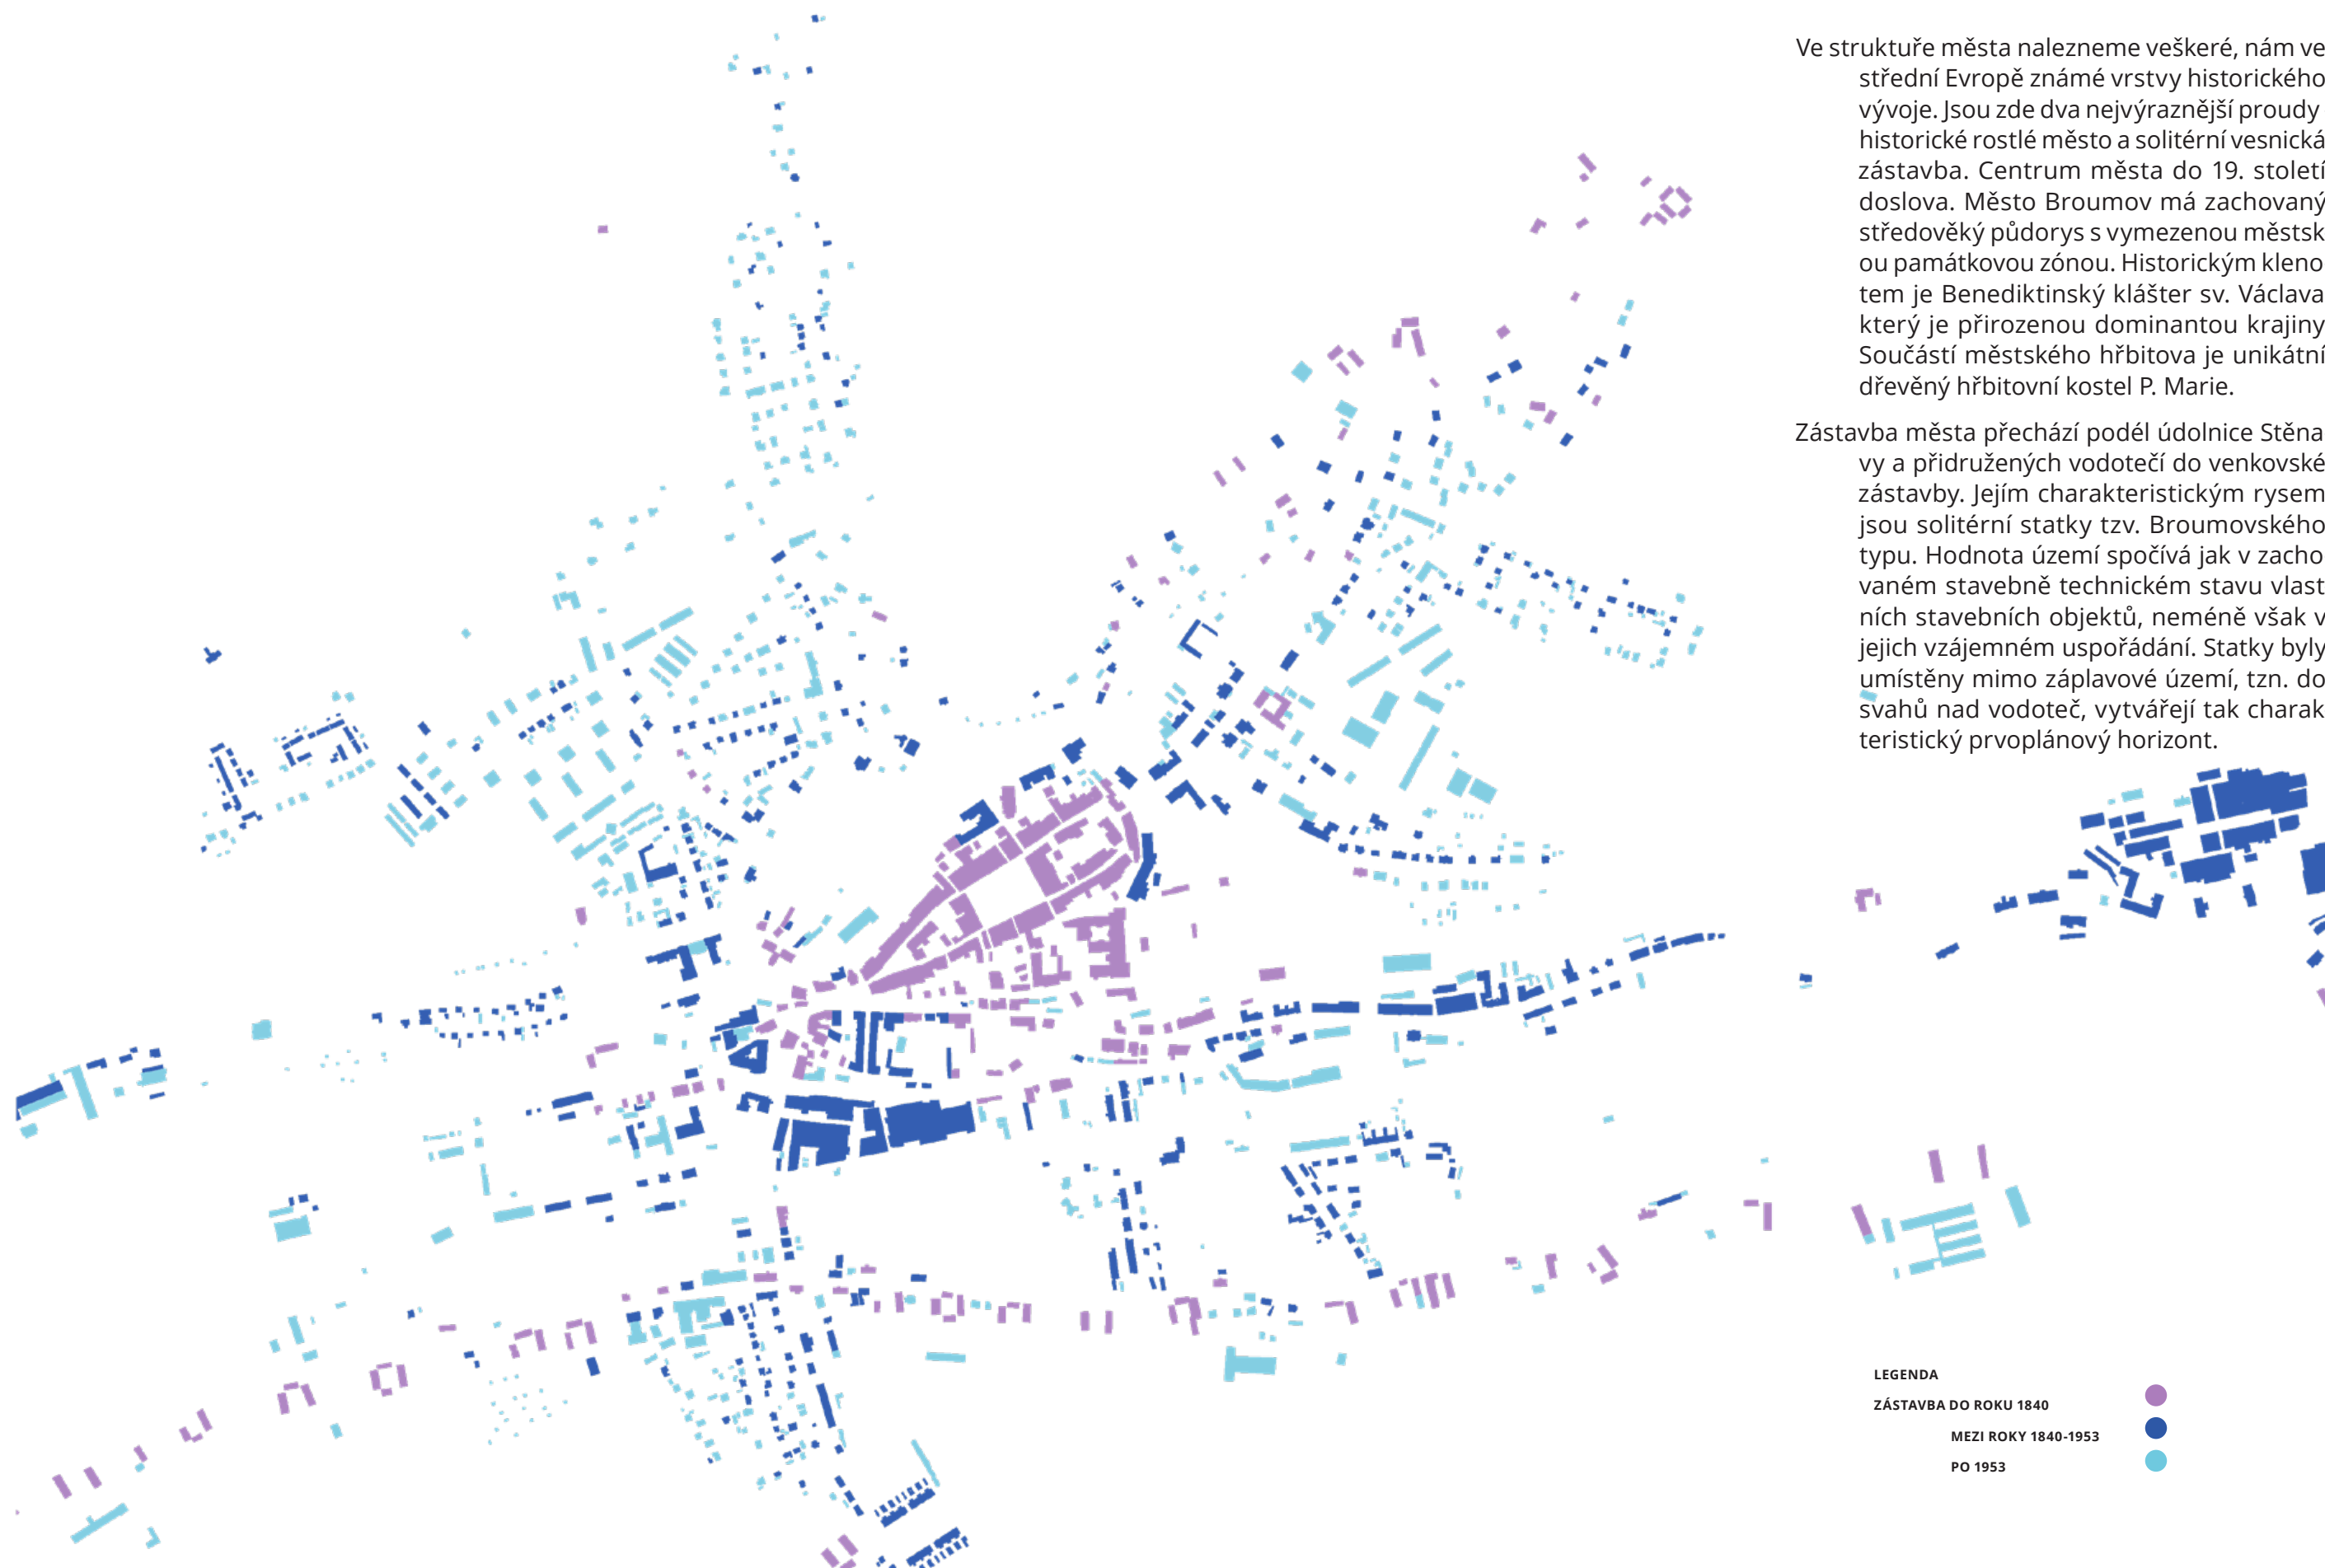 Ve struktuře města nalezneme veškeré, nám ve
střední Evropě známé vrstvy historického
vývoje. Jsou zde dva nejvýraznější proudy
historické rostlé město a solitérní vesnická
zástavba. Centrum města do 19. století
doslova. Město Broumov má zachovaný
středověký půdorys s vymezenou městsk
ou památkovou zónou. Historickým kleno
tem je Benediktinský klášter sv. Václava
který je přirozenou dominantou krajiny
Součástí městského hřbitova je unikátní
dřevěný hřbitovní kostel P. Marie.
Zástavba města přechází podél údolnice Stěna
vy a přidružených vodotečí do venkovské
zástavby. Jejím charakteristickým rysem
jsou solitérní statky tzv. Broumovského
typu. Hodnota území spočívá jak v zacho
vaném stavebně technickém stavu vlast
ních stavebních objektů, neméně však v
jejich vzájemném uspořádání. Statky byly
umístěny mimo záplavové území, tzn. do
svahů nad vodoteč, vytvářejí tak charak
teristický prvoplánový horizont.
LEGENDA
ZÁSTAVBA DO ROKU 1840
MEZI ROKY 1840-1953
PO 1953